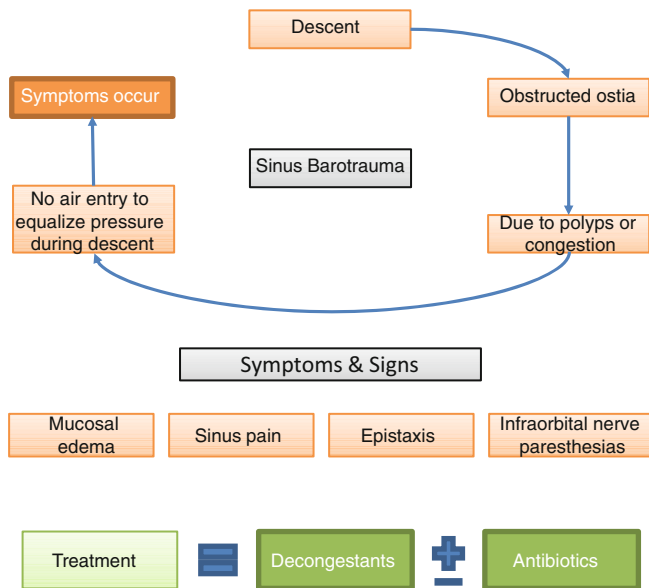 Descent
Symptoms occur
Obstructed ostia
Sinus Barotrauma
No air entry to
equalize pressure
during descent
Due to polyps or
congestion
Symptoms & Signs
Mucosal
edema
Sinus pain
Epistaxis
Infraorbital nerve
paresthesias
Treatment = Decongestants ± Antibiotics